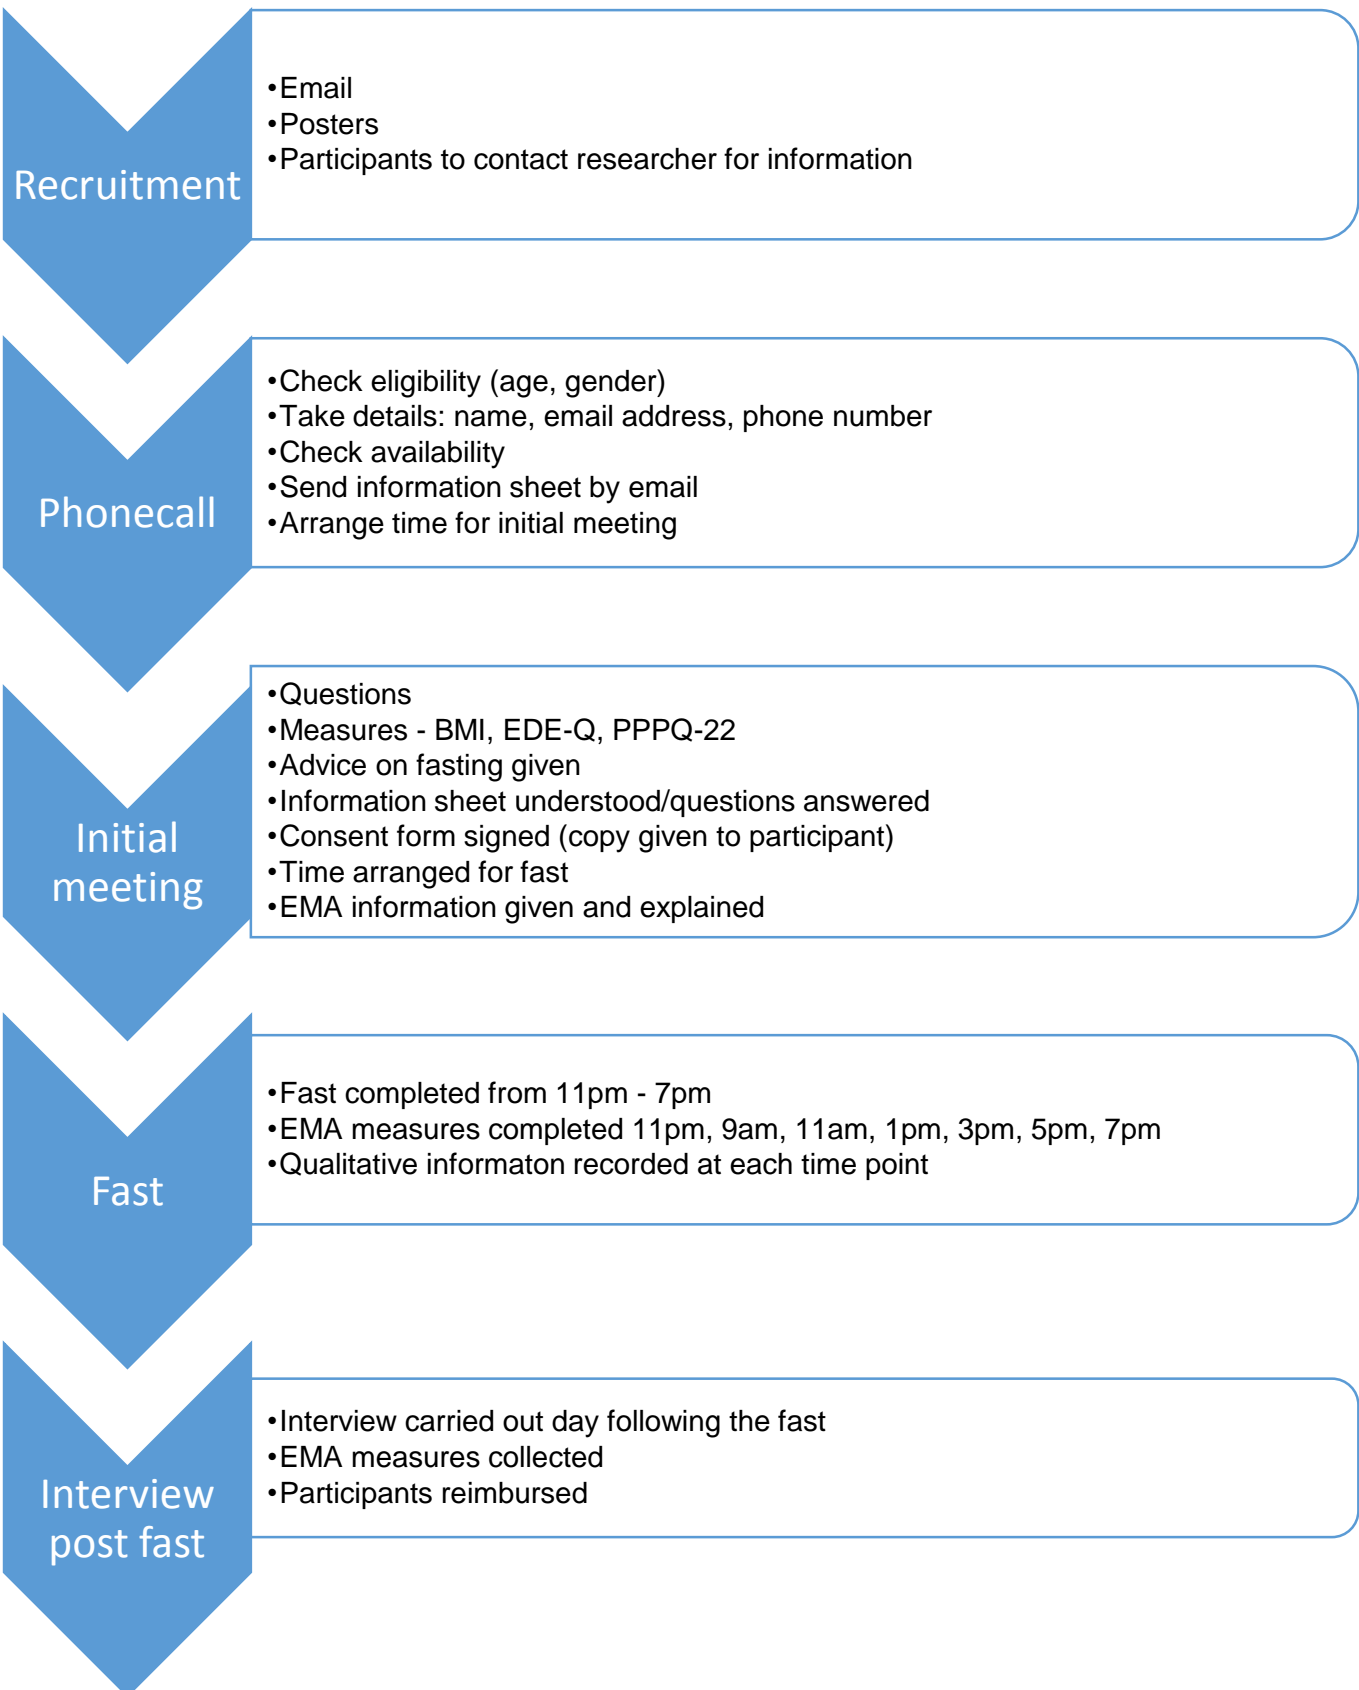 Recruitment
•Email
•Posters
•Participants to contact researcher for information
Phonecall
•Check eligibility (age, gender)
•Take details: name, email address, phone number
•Check availability
•Send information sheet by email
•Arrange time for initial meeting
Initial
meeting
•Questions
•Measures - BMI, EDE-Q, PPPQ-22
•Advice on fasting given
•Information sheet understood/questions answered
•Consent form signed (copy given to participant)
•Time arranged for fast
•EMA information given and explained
Fast
•Fast completed from 11pm - 7pm
•EMA measures completed 11pm, 9am, 11am, 1pm, 3pm, 5pm, 7pm
•Qualitative informaton recorded at each time point
Interview
post fast
•Interview carried out day following the fast
•EMA measures collected
•Participants reimbursed